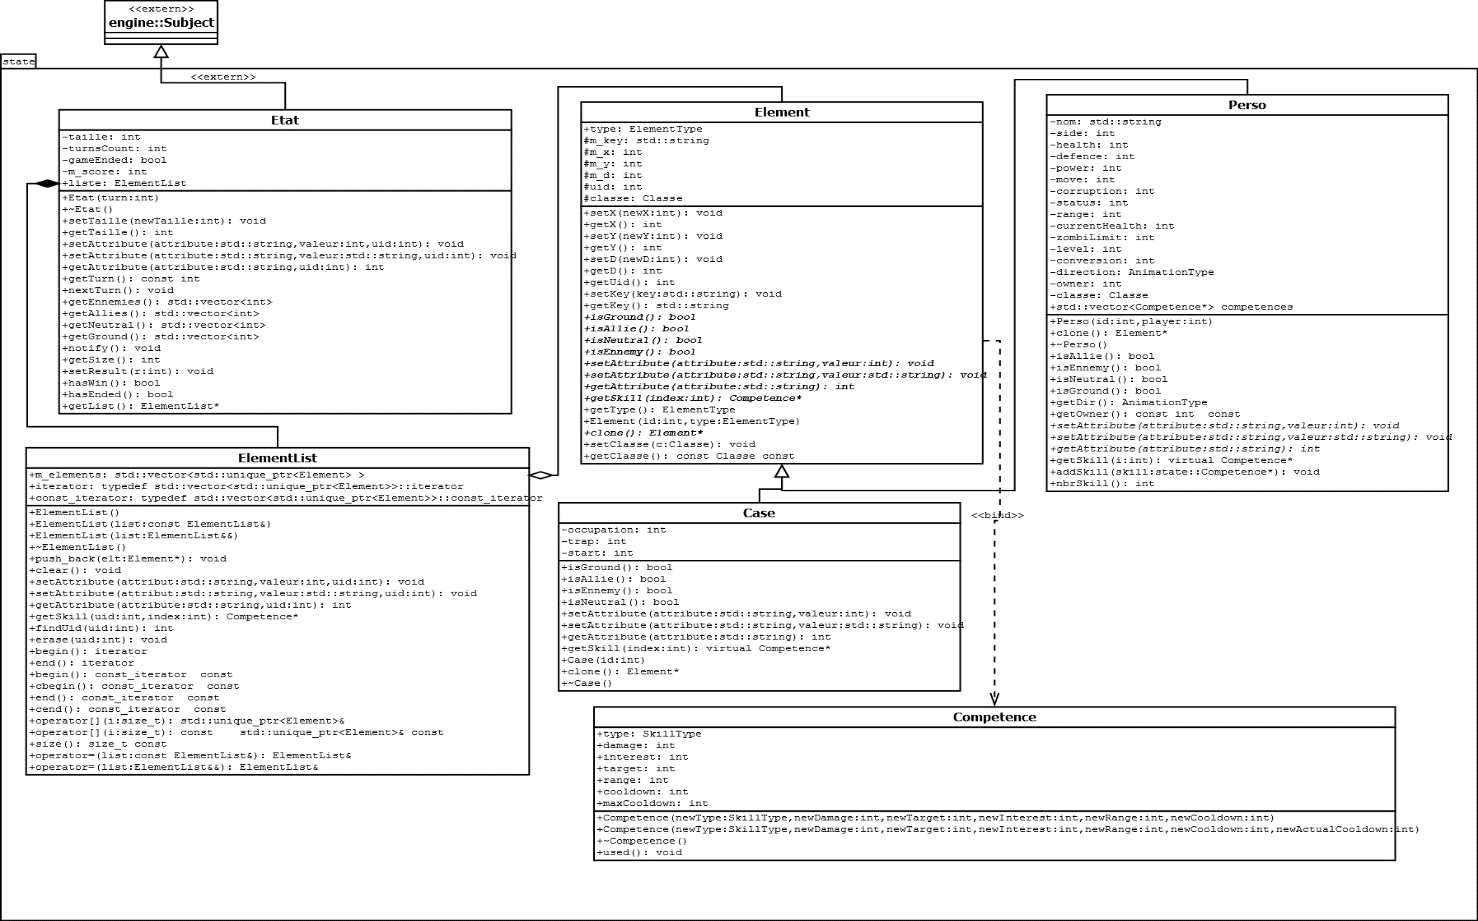 <<extern>>
engine::Subject
state
<<extern>>
Etat
-taille: int
-turnsCount: int
-gameEnded: bool
-m_score: int
+liste: ElementList
+Etat(turn:int)
+~Etat()
+setTaille(newTaille:int): void
+getTaille(): int
+setAttribute(attribute:std::string,valeur:int,uid:int): void
+setAttribute(attribute:std::string,valeur:std::string,uid:int): void
+getAttribute(attribute:std::string,uid:int): int
+getTurn(): const int
+nextTurn(): void
+getEnnemies(): std::vector<int>
+getAllies(): std::vector<int>
+getNeutral(): std::vector<int>
+getGround(): std::vector<int>
+notify(): void
+getSize(): int
+setResult(r:int): void
+hasWin(): bool
+hasEnded(): bool
+getList(): ElementList*
Element
+type: ElementType
#m_key: std::string
#m_x: int
#m_y: int
#m_d: int
#uid: int
#classe: Classe
+setX(newX:int): void
+getX(): int
+setY(newY:int): void
+getY(): int
+setD(newD:int): void
+getD(): int
+getUid(): int
+setKey(key:std::string): void
+getKey(): std::string
+isGround(): bool
+isAllie(): bool
+isNeutral(): bool
+isEnnemy(): bool
+setAttribute(attribute:std::string,valeur:int): void
+setAttribute(attribute:std::string,valeur:std::string): void
+getAttribute(attribute:std::string): int
+getSkill(index:int): Competence*
+getType(): ElementType
+Element(id:int,type:ElementType)
+clone(): Element*
+setClasse(c:Classe): void
+getClasse(): const Classe const
Perso
-nom: std::string
-side: int
-health: int
-defence: int
-power: int
-move: int
-corruption: int
-status: int
-range: int
-currentHealth: int
-zombiLimit: int
-level: int
-conversion: int
-direction: AnimationType
-owner: int
-classe: Classe
+std::vector<Competence*> competences
+Perso(id:int,player:int)
+clone(): Element*
+~Perso()
+isAllie(): bool
+isEnnemy(): bool
+isNeutral(): bool
+isGround(): bool
+getDir(): AnimationType
+getOwner(): const int  const
+setAttribute(attribute:std::string,valeur:int): void
+setAttribute(attribute:std::string,valeur:std::string): void
+getAttribute(attribute:std::string): int
+getSkill(i:int): virtual Competence*
+addSkill(skill:state::Competence*): void
+nbrSkill(): int
ElementList
+m_elements: std::vector<std::unique_ptr<Element> >
+iterator: typedef std::vector<std::unique_ptr<Element>>::iterator
+const_iterator: typedef std::vector<std::unique_ptr<Element>>::const_iterator
+ElementList()
+ElementList(list:const ElementList&)
+ElementList(list:ElementList&&)
+~ElementList()
+push_back(elt:Element*): void
+clear(): void
+setAttribute(attribut:std::string,valeur:int,uid:int): void
+setAttribute(attribut:std::string,valeur:std::string,uid:int): void
+getAttribute(attribute:std::string,uid:int): int
+getSkill(uid:int,index:int): Competence*
+findUid(uid:int): int
+erase(uid:int): void
+begin(): iterator
+end(): iterator
+begin(): const_iterator  const
+cbegin(): const_iterator  const
+end(): const_iterator  const
+cend(): const_iterator  const
+operator[](i:size_t): std::unique_ptr<Element>&
+operator[](i:size_t): const    std::unique_ptr<Element>& const
+size(): size_t const
+operator=(list:const ElementList&): ElementList&
+operator=(list:ElementList&&): ElementList&
Case
-occupation: int
-trap: int
-start: int
+isGround(): bool
+isAllie(): bool
+isEnnemy(): bool
+isNeutral(): bool
+setAttribute(attribute:std::string,valeur:int): void
+setAttribute(attribute:std::string,valeur:std::string): void
+getAttribute(attribute:std::string): int
+getSkill(index:int): virtual Competence*
+Case(id:int)
+clone(): Element*
+~Case()
<<bind>>
Competence
+type: SkillType
+damage: int
+interest: int
+target: int
+range: int
+cooldown: int
+maxCooldown: int
+Competence(newType:SkillType,newDamage:int,newTarget:int,newInterest:int,newRange:int,newCooldown:int)
+Competence(newType:SkillType,newDamage:int,newTarget:int,newInterest:int,newRange:int,newCooldown:int,newActualCooldown:int)
+~Competence()
+used(): void